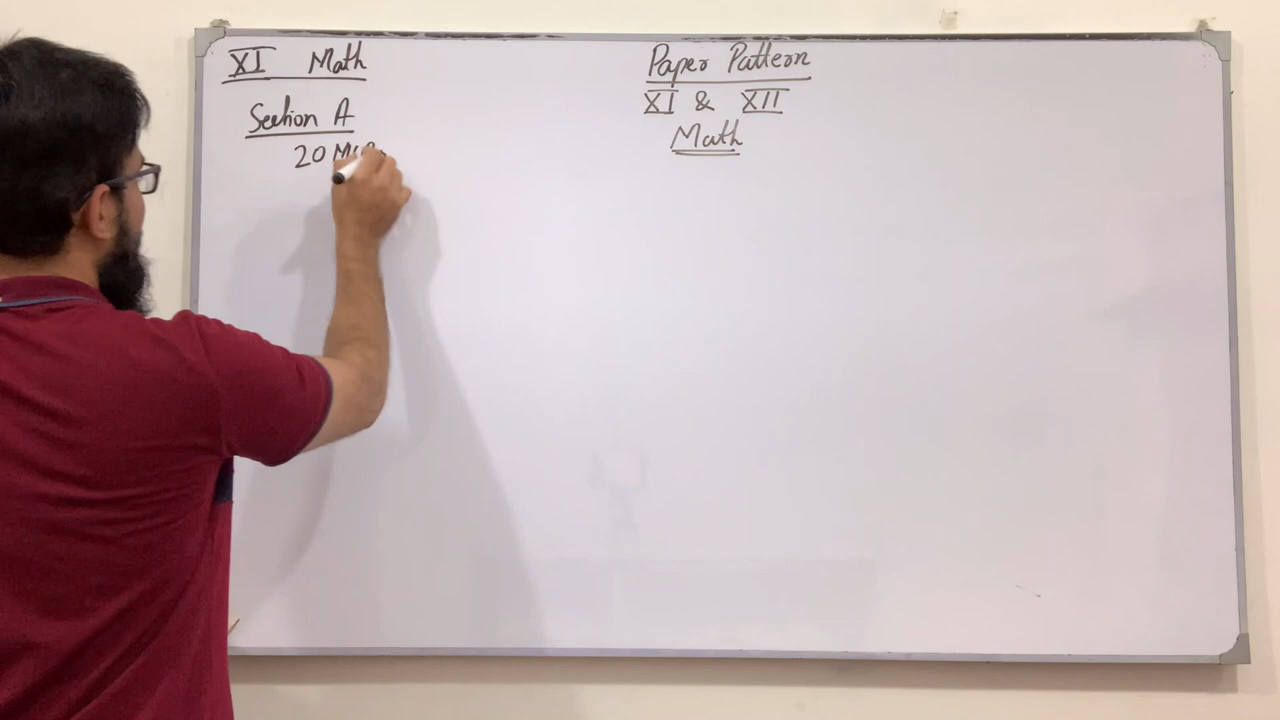 XI Math
Section A
20
Paper Pattern
XI & XII
Math